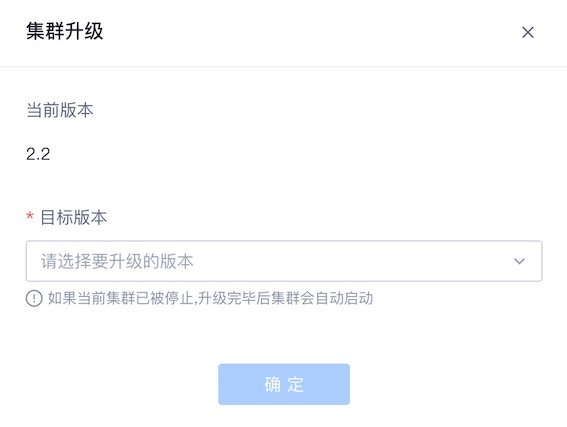 集群升级
当前版本
2.2
* 目标版本
请选择要升级的版本
如果当前集群已被停止,升级完毕后集群会自动启动
确 定